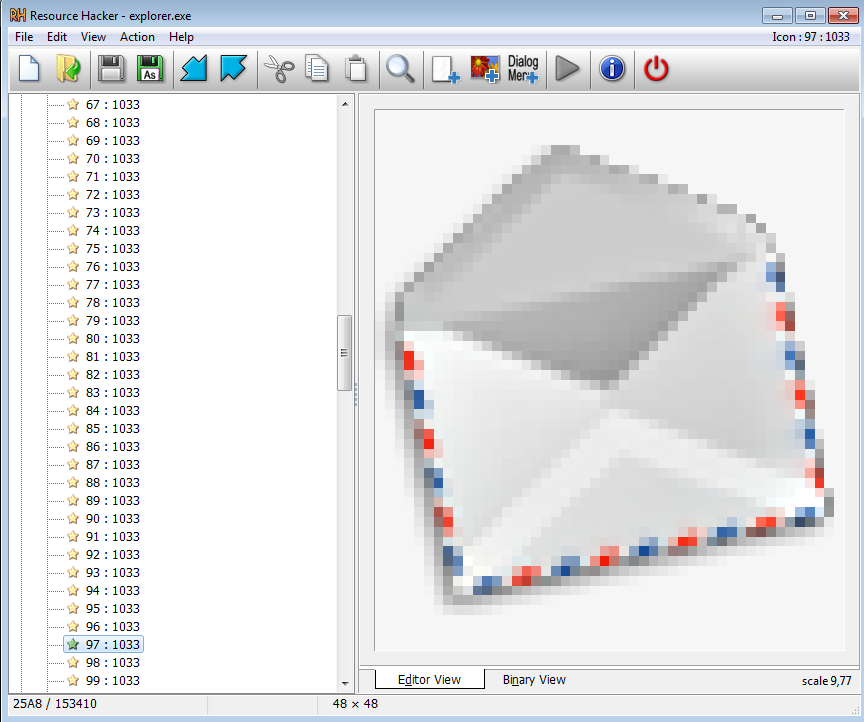 RH Resource Hacker - explorer.exe
File Edit View Action Help Icon : 97 : 1033
As Dialog Menu
67 : 1033
68 : 1033
69 : 1033
70 : 1033
71 : 1033
72 : 1033
73 : 1033
74 : 1033
75 : 1033
76 : 1033
77 : 1033
78 : 1033
79 : 1033
80 : 1033
81 : 1033
82 : 1033
83 : 1033
84 : 1033
85 : 1033
86 : 1033
87 : 1033
88 : 1033
89 : 1033
90 : 1033
91 : 1033
92 : 1033
93 : 1033
94 : 1033
95 : 1033
96 : 1033
97 : 1033
98 : 1033
99 : 1033
Editor View Binary View scale 9,77
25A8 / 153410 48 × 48